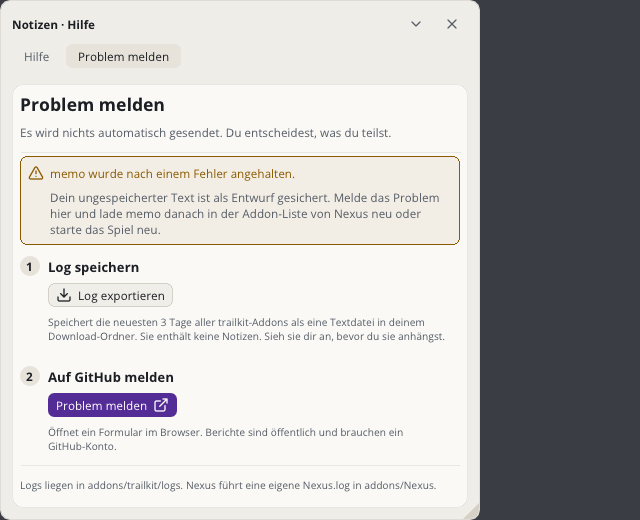 Notizen · Hilfe
Hilfe
Problem melden
Problem melden
Es wird nichts automatisch gesendet. Du entscheidest, was du teilst.
memo wurde nach einem Fehler angehalten.
Dein ungespeicherter Text ist als Entwurf gesichert. Melde das Problem
hier und lade memo danach in der Addon-Liste von Nexus neu oder
starte das Spiel neu.
1 Log speichern
Log exportieren
Speichert die neuesten 3 Tage aller trailkit-Addons als eine Textdatei in deinem
Download-Ordner. Sie enthält keine Notizen. Sieh sie dir an, bevor du sie anhängst.
2 Auf GitHub melden
Problem melden
Öffnet ein Formular im Browser. Berichte sind öffentlich und brauchen ein
GitHub-Konto.
Logs liegen in addons/trailkit/logs. Nexus führt eine eigene Nexus.log in addons/Nexus.